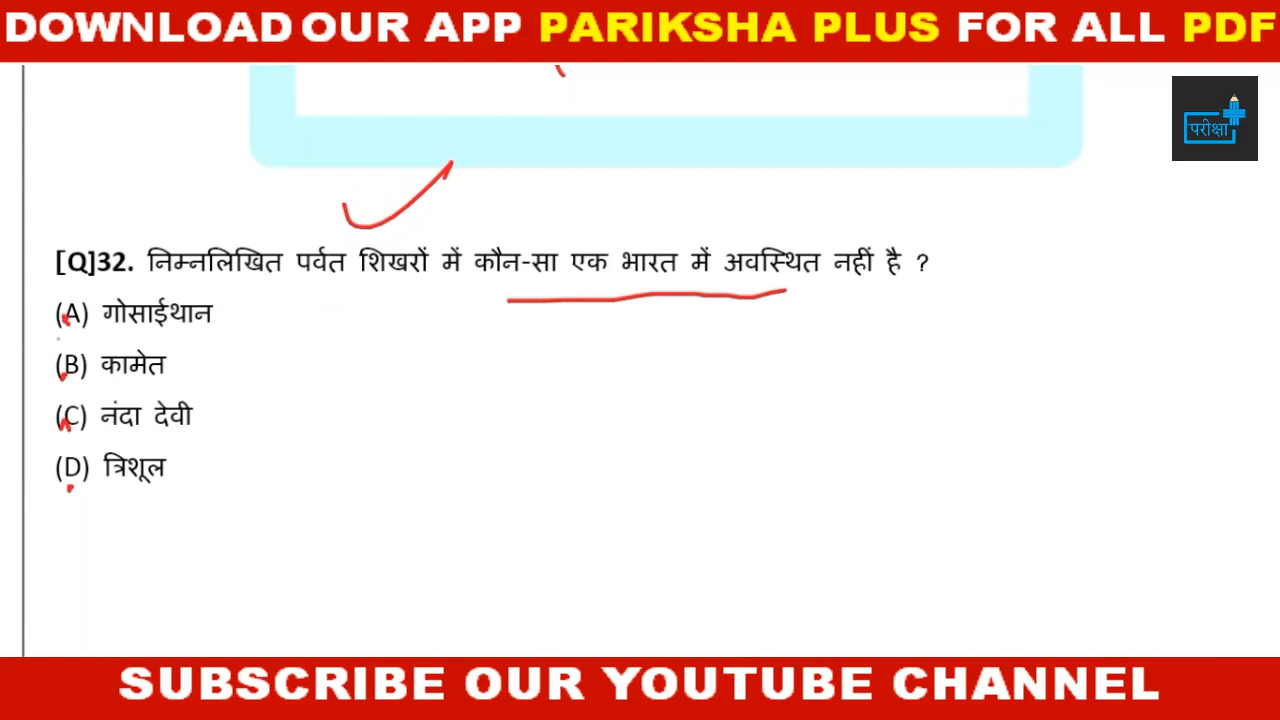 DOWNLOAD OUR APP PARIKSHA PLUS FOR ALL PDF
परीक्षा
[Q]32. निम्नलिखित पर्वत शिखरों में कौन-सा एक भारत में अवस्थित नहीं है ?
(A) गोसाईथान
(B) कामेत
(C) नंदा देवी
(D) त्रिशूल
SUBSCRIBE OUR YOUTUBE CHANNEL